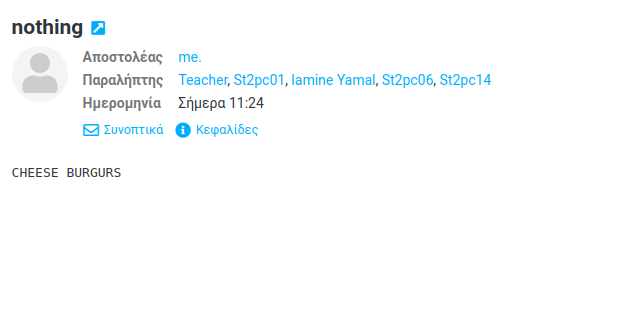 nothing
Αποστολέας me.
Παραλήπτης Teacher, St2pc01, lamine Yamal, St2pc06, St2pc14
Ημερομηνία Σήμερα 11:24
Συνοπτικά Κεφαλίδες
CHEESE BURGURS